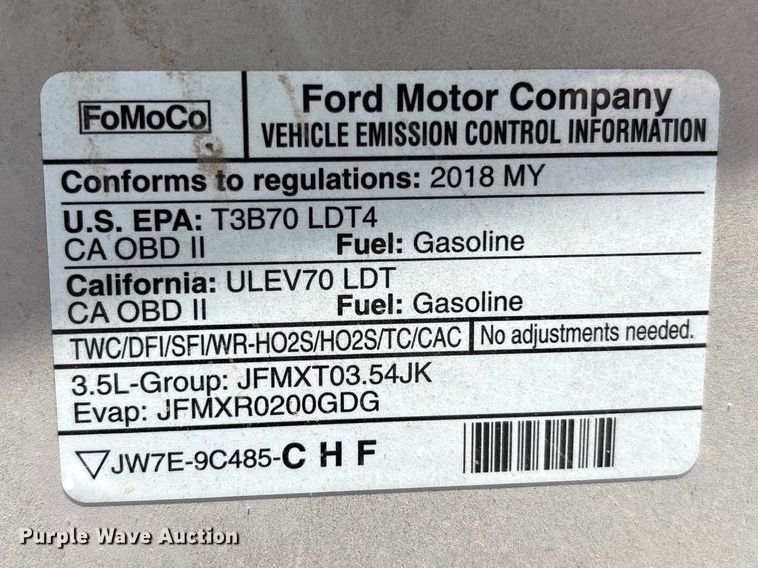 FoMoCo
Ford Motor Company
VEHICLE EMISSION CONTROL INFORMATION
Conforms to regulations: 2018 MY
U.S. EPA: T3B70 LDT4
CA OBD II Fuel: Gasoline
California: ULEV70 LDT
CA OBD II Fuel: Gasoline
TWC/DFI/SFI/WR-HO2S/HO2S/TC/CAC No adjustments needed.
3.5L-Group: JFMXT03.54JK
Evap: JFMXR0200GDG
▽JW7E-9C485-C H F
Purple Wave Auction